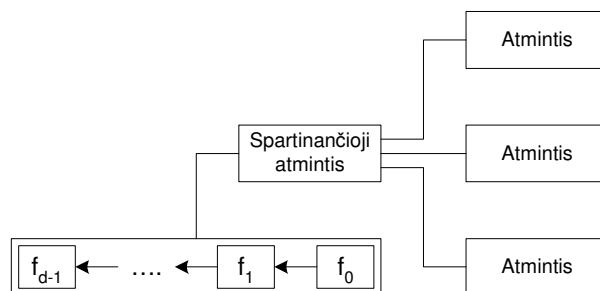 Atmintis
Spartinančioji
atmintis
Atmintis
Atmintis
f_{d-1} .... f_1 f_0